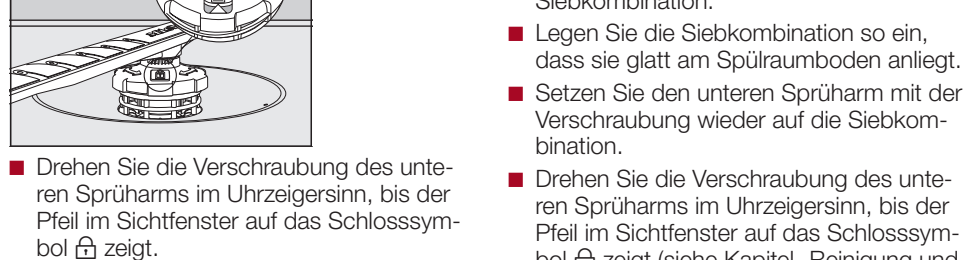 ■ Drehen Sie die Verschraubung des unte-
ren Sprüharms im Uhrzeigersinn, bis der
Pfeil im Sichtfenster auf das Schlosssym-
bol zeigt.
Siebkombination.
■ Legen Sie die Siebkombination so ein,
dass sie glatt am Spülraumboden anliegt.
■ Setzen Sie den unteren Sprüharm mit der
Verschraubung wieder auf die Siebkom-
bination.
■ Drehen Sie die Verschraubung des unte-
ren Sprüharms im Uhrzeigersinn, bis der
Pfeil im Sichtfenster auf das Schlosssym-
bol zeigt (siehe Kapitel „Reinigung und